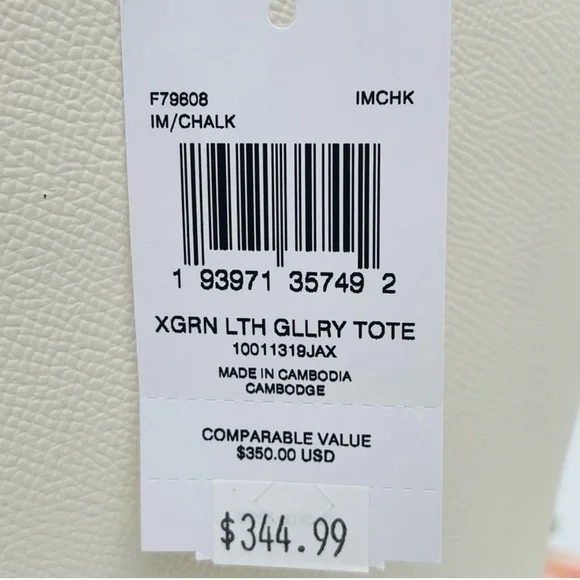 F79608 IMCHK
IM/CHALK
1 93971 35749 2
XGRN LTH GLLRY TOTE
10011319JAX
MADE IN CAMBODIA
CAMBODGE
COMPARABLE VALUE
$350.00 USD
$344.99